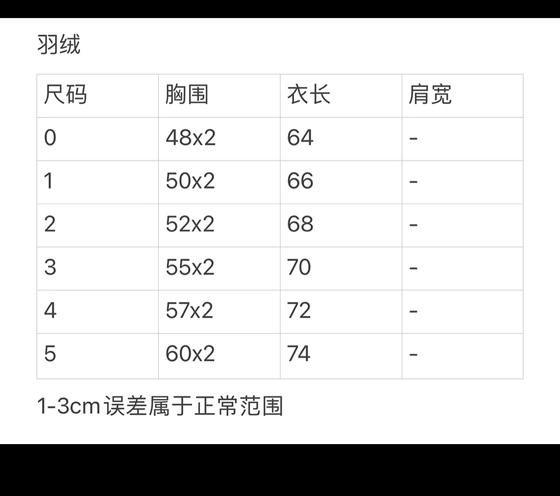 羽绒
尺码 胸围 衣长 肩宽
0 48x2 64 -
1 50x2 66 -
2 52x2 68 -
3 55x2 70 -
4 57x2 72 -
5 60x2 74 -
1-3cm误差属于正常范围